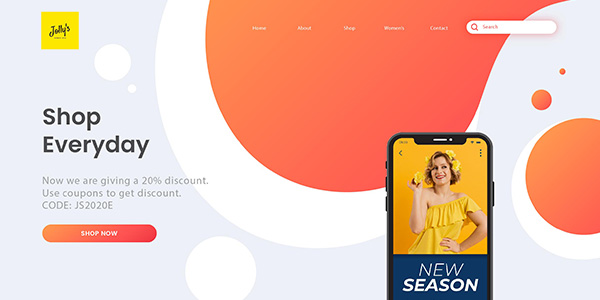 Jolly's
Home
About
Shop
Women's
Contact
Search
Shop
Everyday
Now we are giving a 20% discount.
Use coupons to get discount.
CODE: JS2020E
SHOP NOW
NEW
SEASON